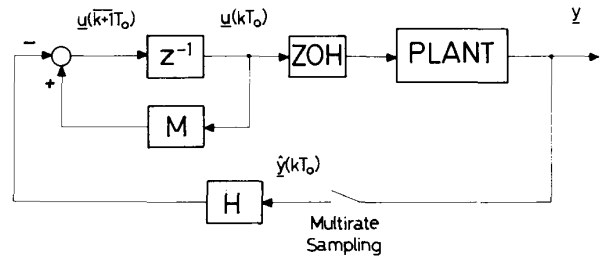 u(k+1T₀)
u(kT₀)
y
−
+
z⁻¹
ZOH
PLANT
M
ŷ(kT₀)
H
Multirate
Sampling